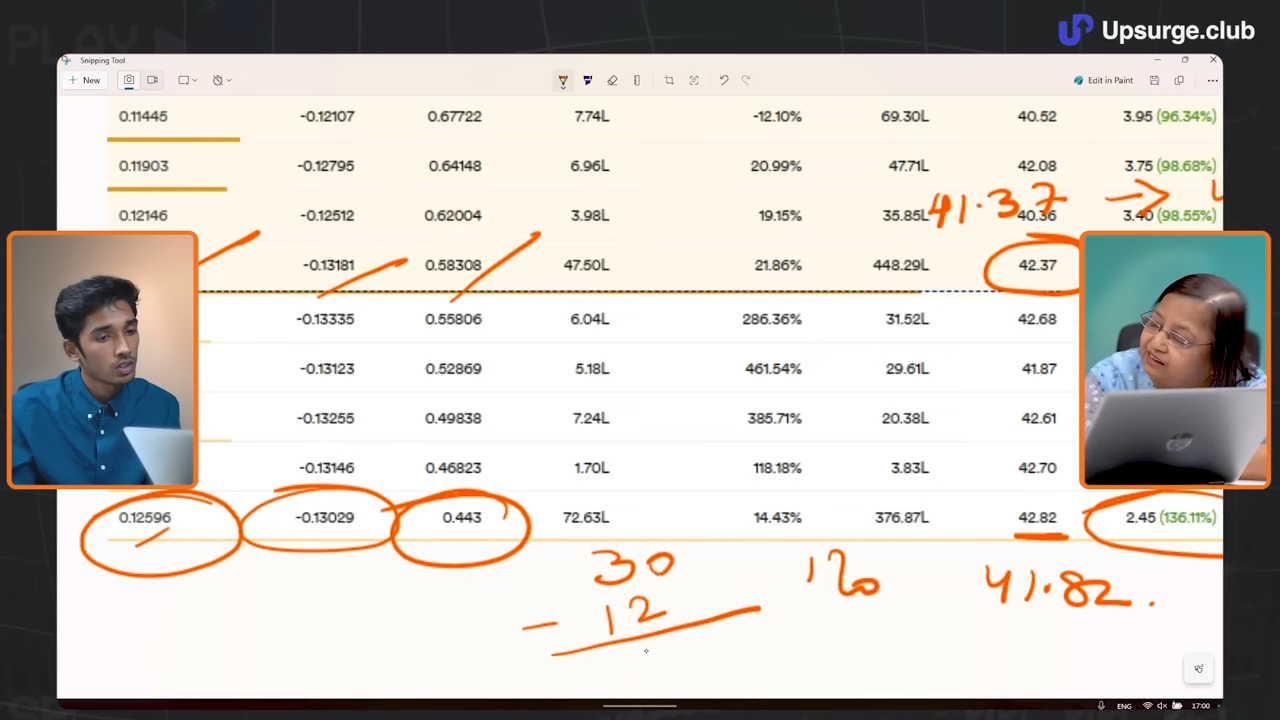 PLAY
Upsurge.club
Snipping Tool
+ New
Edit in Paint
0.11445 -0.12107 0.67722 7.74L -12.10% 69.30L 40.52 3.95 (96.34%)
0.11903 -0.12795 0.64148 6.96L 20.99% 47.71L 42.08 3.75 (98.68%)
41.37 →
0.12146 -0.12512 0.62004 3.98L 19.15% 35.85L 40.36 3.40 (98.55%)
-0.13181 0.58308 47.50L 21.86% 448.29L 42.37
-0.13335 0.55806 6.04L 286.36% 31.52L 42.68
-0.13123 0.52869 5.18L 461.54% 29.61L 41.87
-0.13255 0.49838 7.24L 385.71% 20.38L 42.61
-0.13146 0.46823 1.70L 118.18% 3.83L 42.70
0.12596 -0.13029 0.443 72.63L 14.43% 376.87L 42.82 2.45 (136.11%)
30 120 41.82.
- 12
hp
ENG 17:00